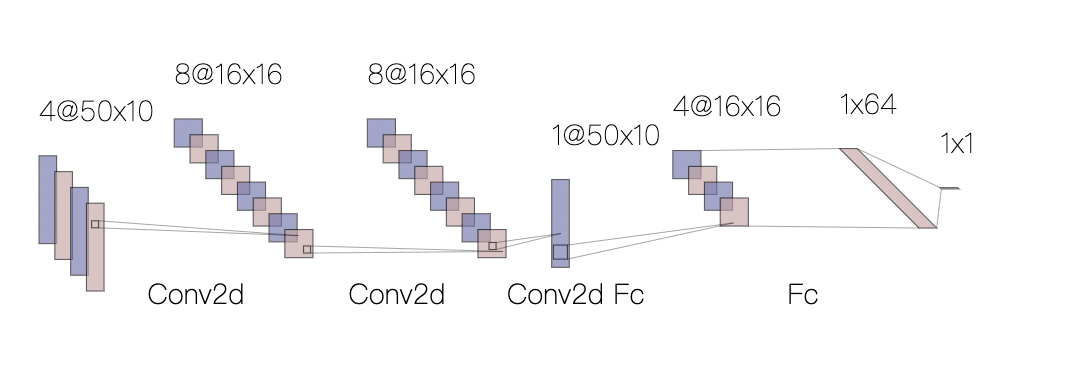 8@16x16
8@16x16
4@50x10
4@16x16
1x64
1@50x10
1x1
Conv2d
Conv2d
Conv2d Fc
Fc